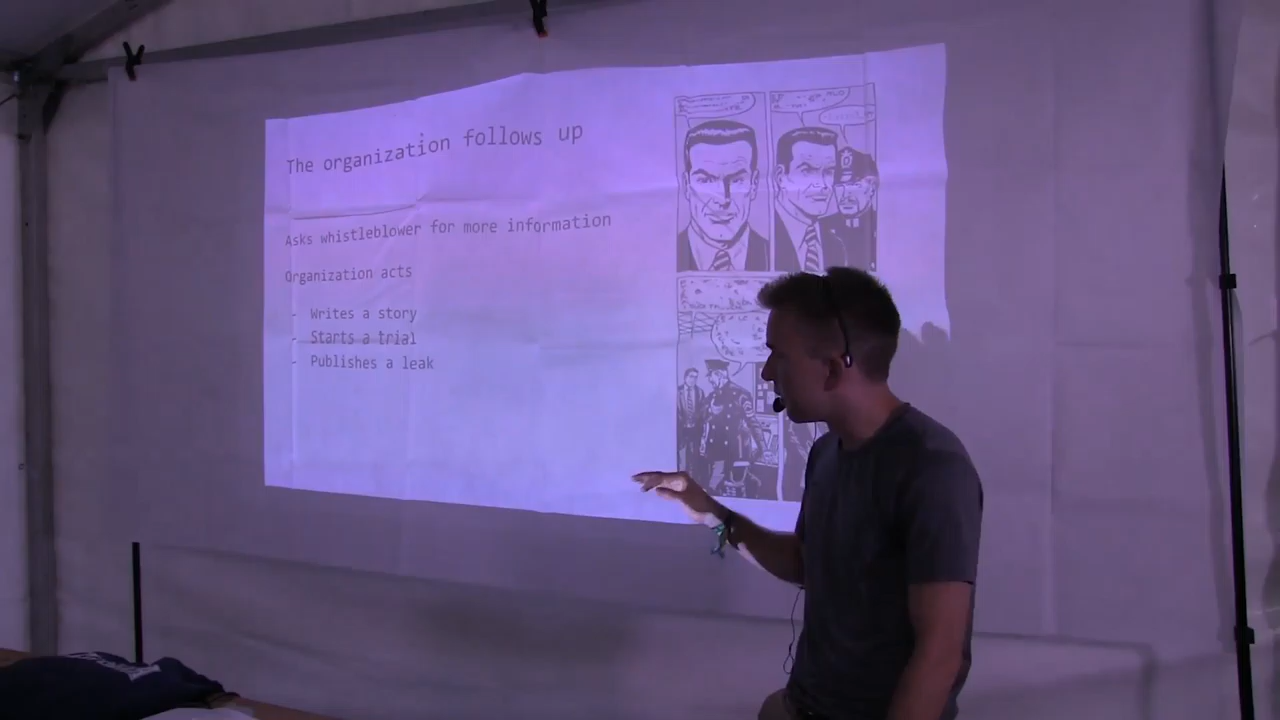 The organization follows up
Asks whistleblower for more information
Organization acts
- Writes a story
- Starts a trial
- Publishes a leak